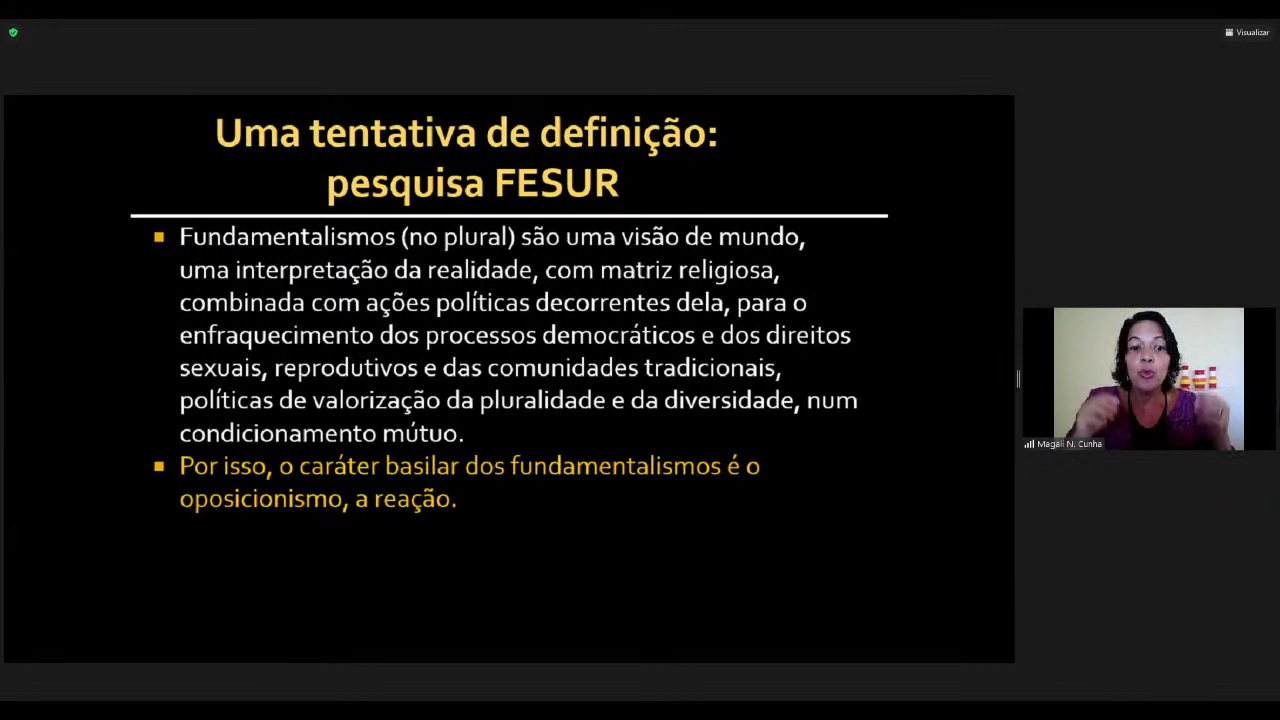 Visualizar
Uma tentativa de definição:
pesquisa FESUR
Fundamentalismos (no plural) são uma visão de mundo,
uma interpretação da realidade, com matriz religiosa,
combinada com ações políticas decorrentes dela, para o
enfraquecimento dos processos democráticos e dos direitos
sexuais, reprodutivos e das comunidades tradicionais,
políticas de valorização da pluralidade e da diversidade, num
condicionamento mútuo.
Por isso, o caráter basilar dos fundamentalismos é o
oposicionismo, a reação.
Magali N. Cunha